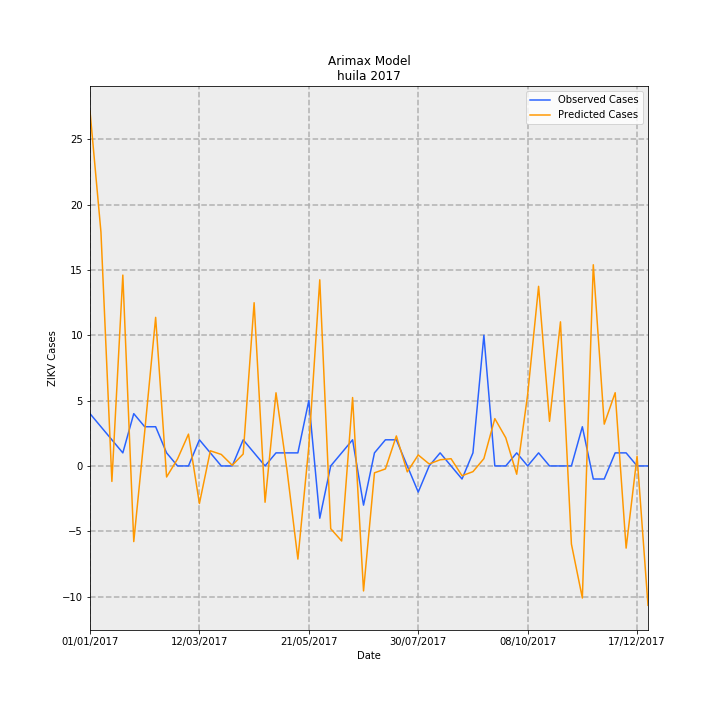 Arimax Model
huila 2017
Observed Cases
Predicted Cases
ZIKV Cases
25
20
15
10
5
0
−5
−10
01/01/2017
12/03/2017
21/05/2017
30/07/2017
08/10/2017
17/12/2017
Date